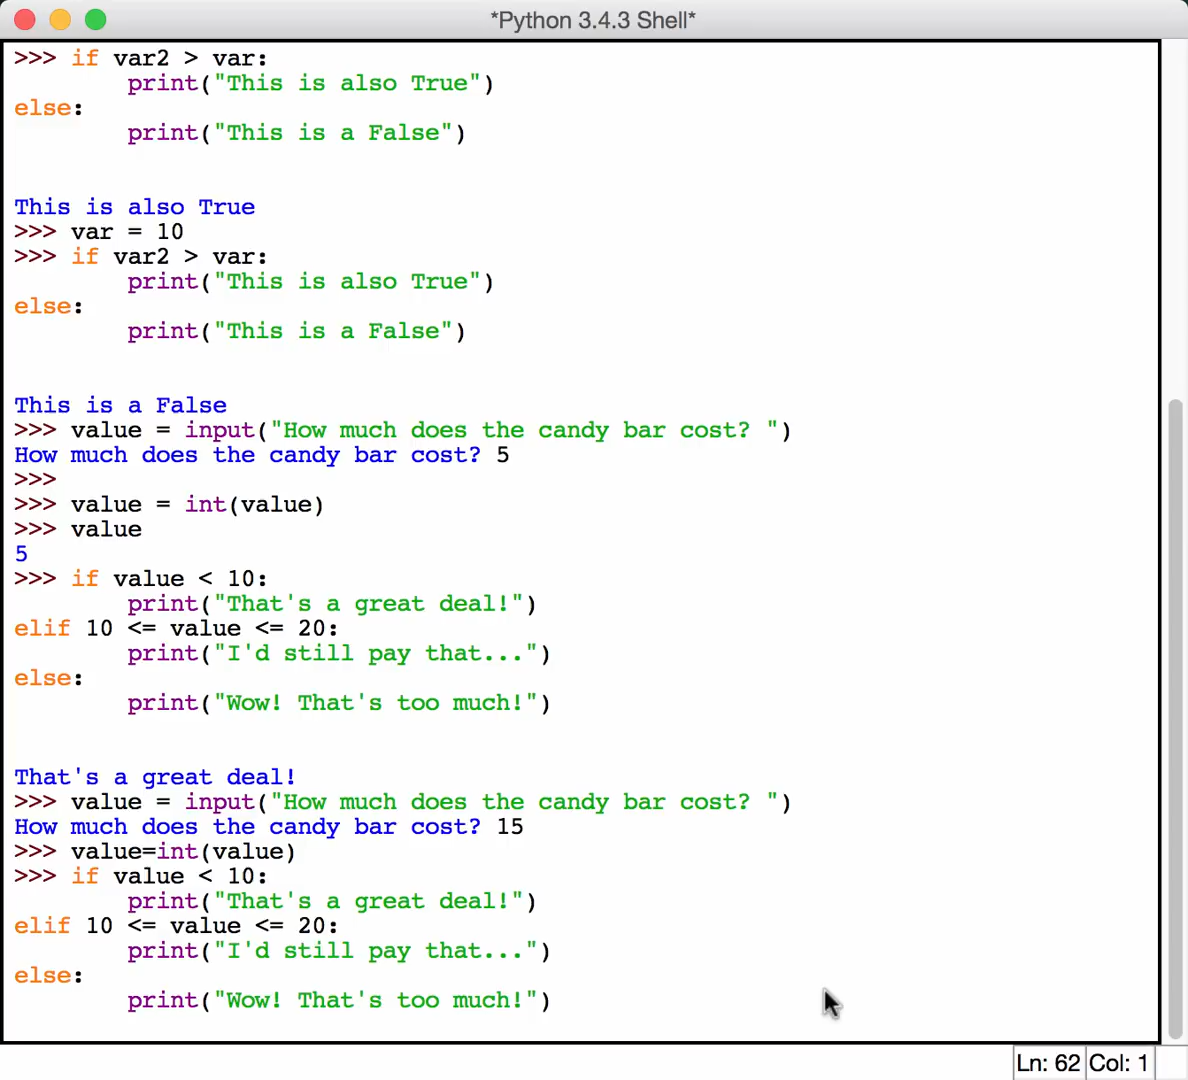 *Python 3.4.3 Shell*
>>> if var2 > var:
        print("This is also True")
else:
        print("This is a False")
This is also True
>>> var = 10
>>> if var2 > var:
        print("This is also True")
else:
        print("This is a False")
This is a False
>>> value = input("How much does the candy bar cost? ")
How much does the candy bar cost? 5
>>>
>>> value = int(value)
>>> value
5
>>> if value < 10:
        print("That's a great deal!")
elif 10 <= value <= 20:
        print("I'd still pay that...")
else:
        print("Wow! That's too much!")
That's a great deal!
>>> value = input("How much does the candy bar cost? ")
How much does the candy bar cost? 15
>>> value=int(value)
>>> if value < 10:
        print("That's a great deal!")
elif 10 <= value <= 20:
        print("I'd still pay that...")
else:
        print("Wow! That's too much!")
Ln: 62 Col: 1